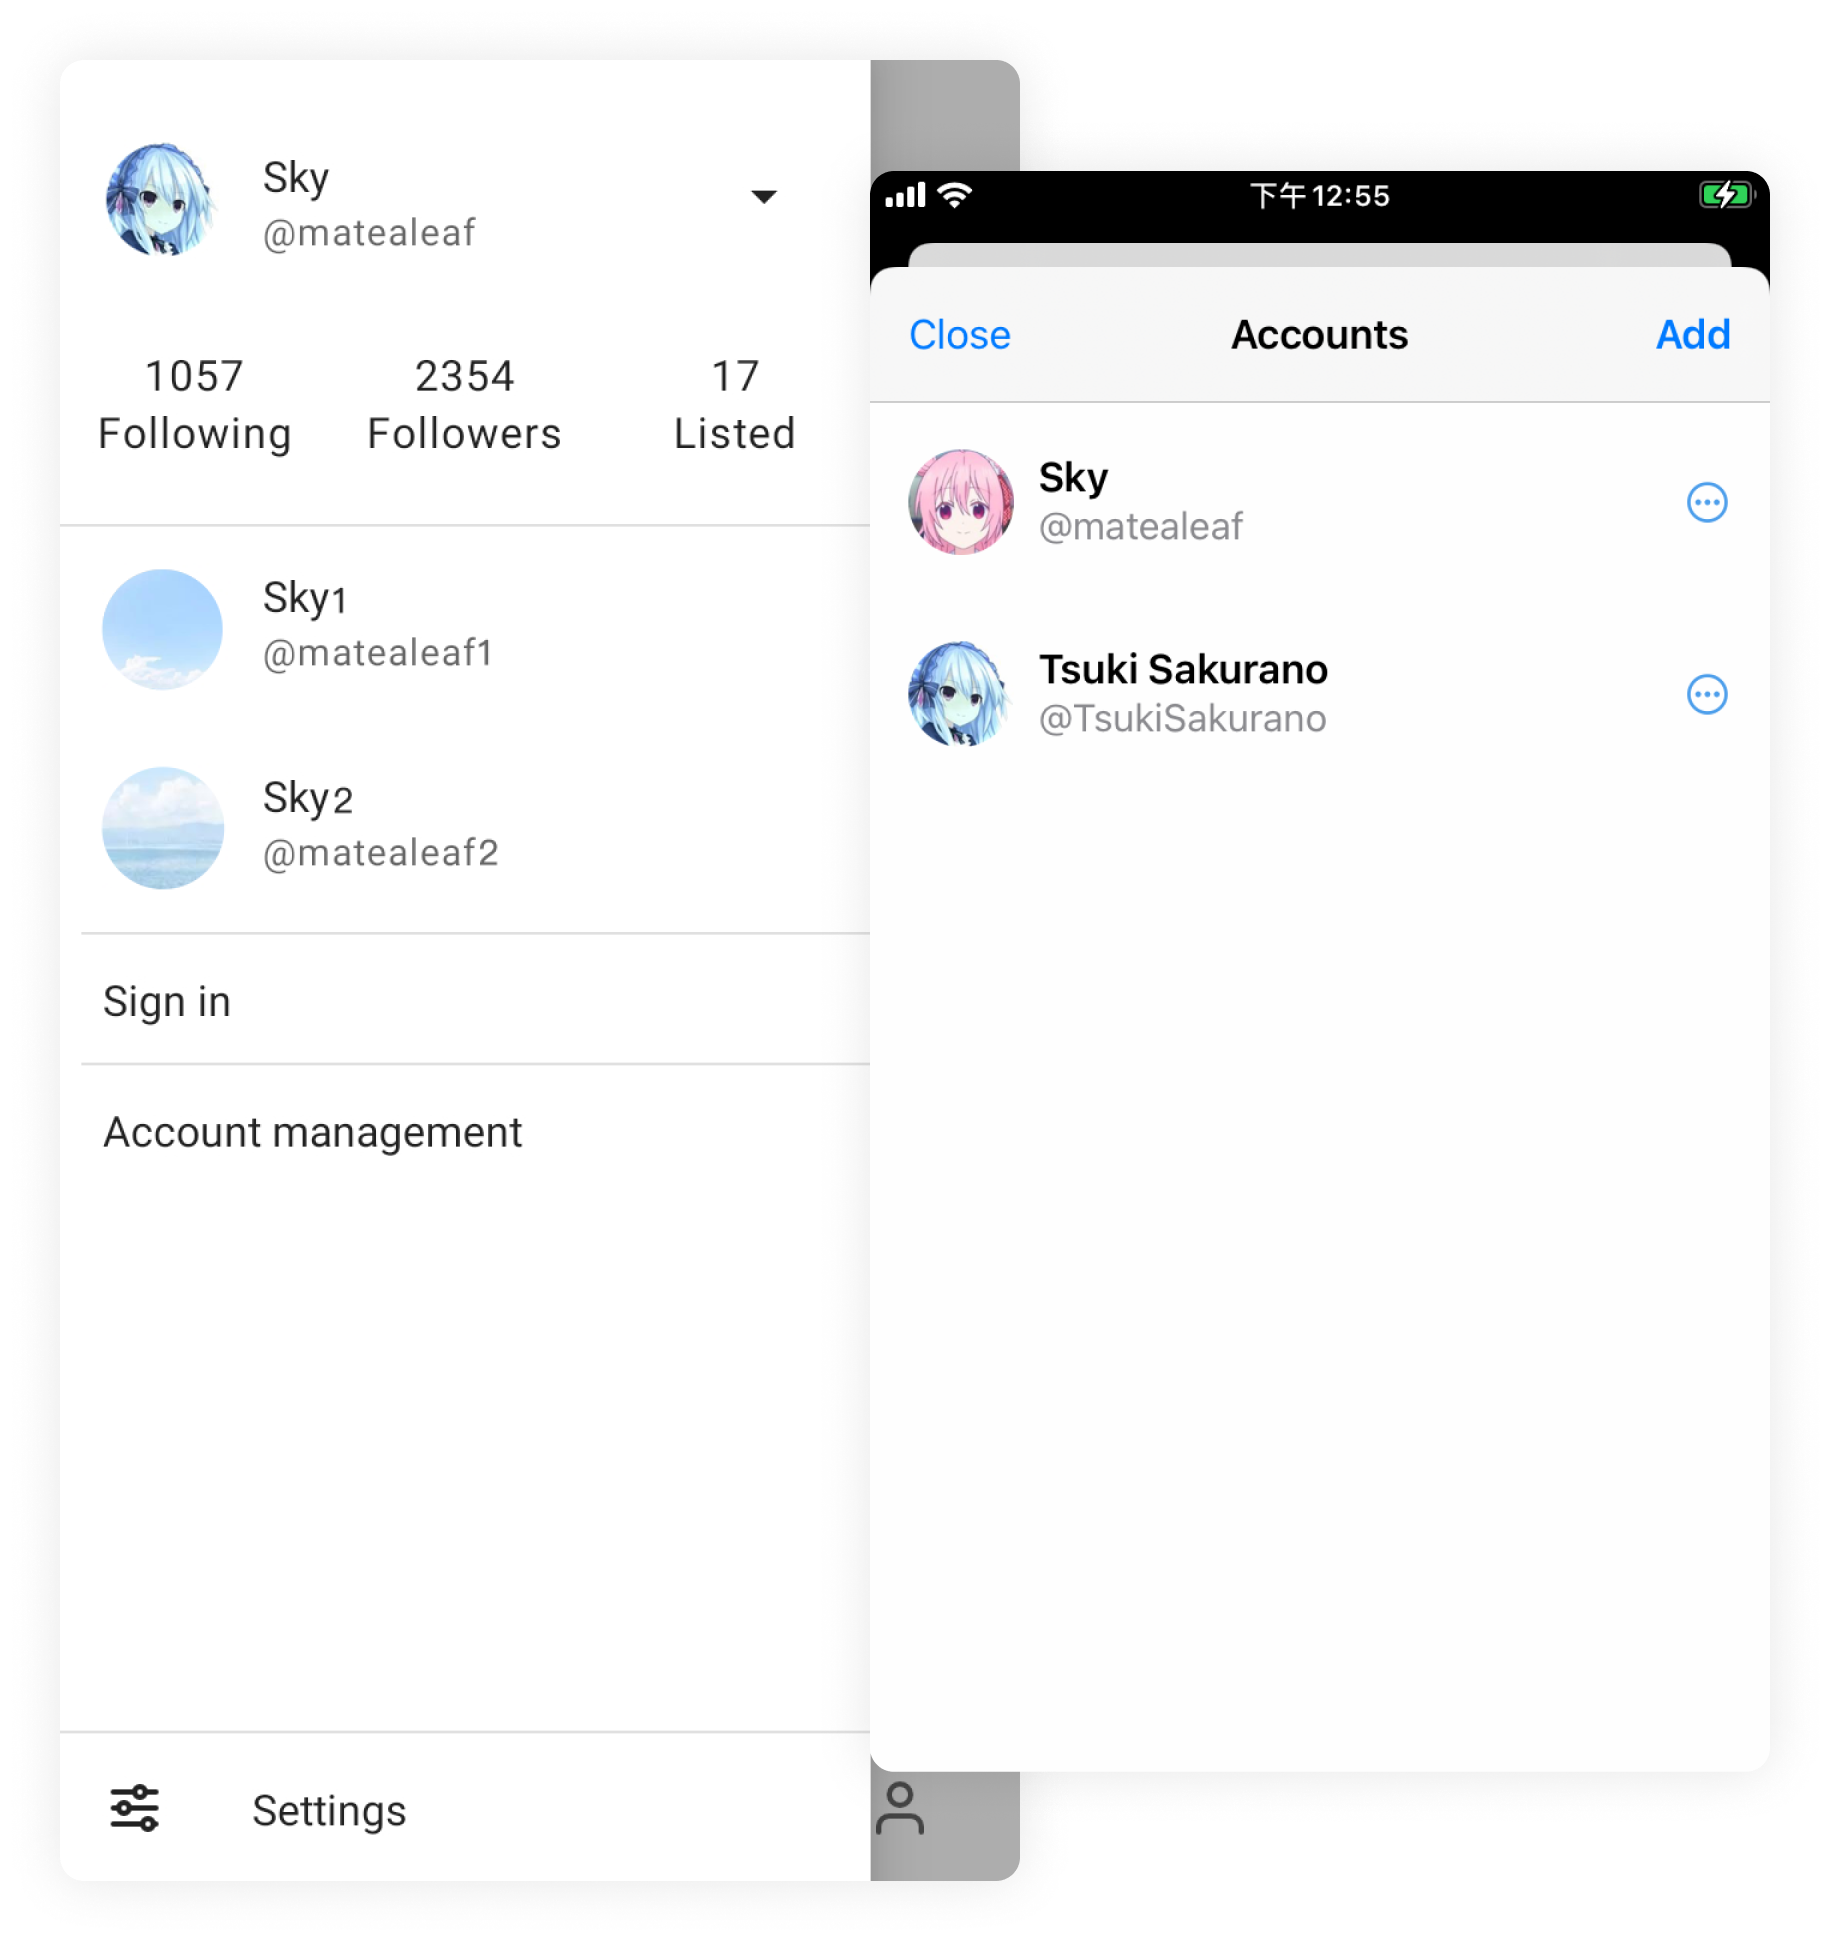 Sky
@matealeaf
1057
Following
2354
Followers
17
Listed
Sky1
@matealeaf1
Sky2
@matealeaf2
Sign in
Account management
Settings
下午12:55
Close
Accounts
Add
Sky
@matealeaf
Tsuki Sakurano
@TsukiSakurano